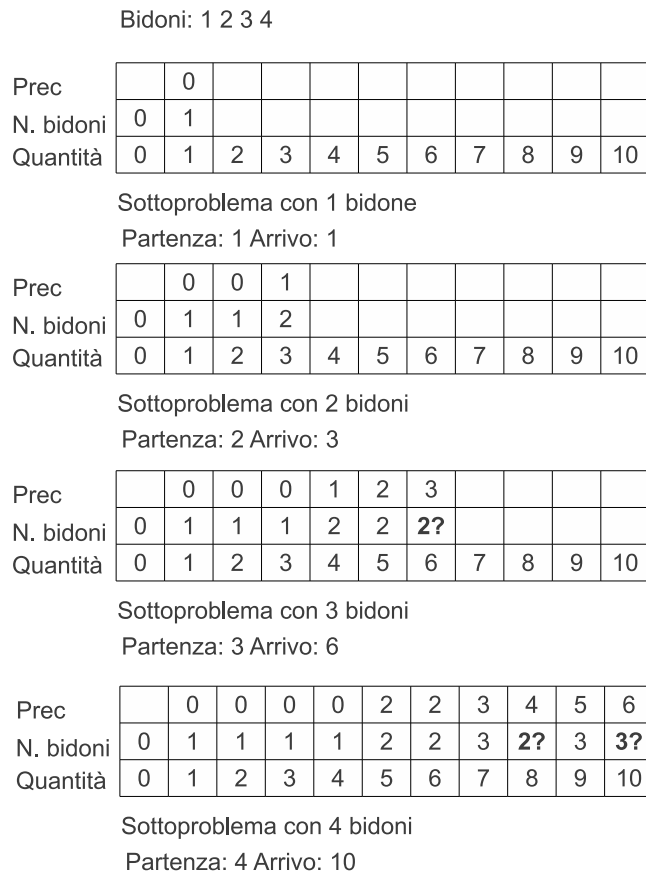 Bidoni: 1 2 3 4
Prec 0
N. bidoni 0 1
Quantità 0 1 2 3 4 5 6 7 8 9 10
Sottoproblema con 1 bidone
Partenza: 1 Arrivo: 1
Prec 0 0 1
N. bidoni 0 1 1 2
Quantità 0 1 2 3 4 5 6 7 8 9 10
Sottoproblema con 2 bidoni
Partenza: 2 Arrivo: 3
Prec 0 0 0 1 2 3
N. bidoni 0 1 1 1 2 2 2?
Quantità 0 1 2 3 4 5 6 7 8 9 10
Sottoproblema con 3 bidoni
Partenza: 3 Arrivo: 6
Prec 0 0 0 0 2 2 3 4 5 6
N. bidoni 0 1 1 1 1 2 2 3 2? 3 3?
Quantità 0 1 2 3 4 5 6 7 8 9 10
Sottoproblema con 4 bidoni
Partenza: 4 Arrivo: 10